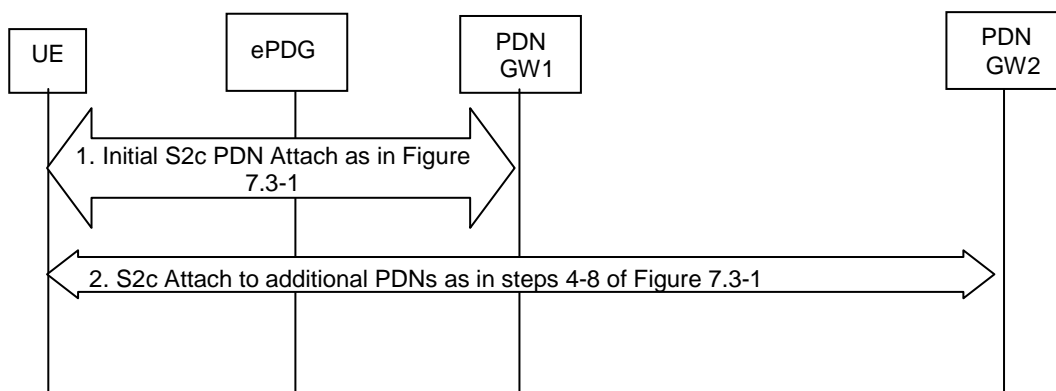 UE
ePDG
PDN
GW1
PDN
GW2
1. Initial S2c PDN Attach as in Figure
7.3-1
2. S2c Attach to additional PDNs as in steps 4-8 of Figure 7.3-1